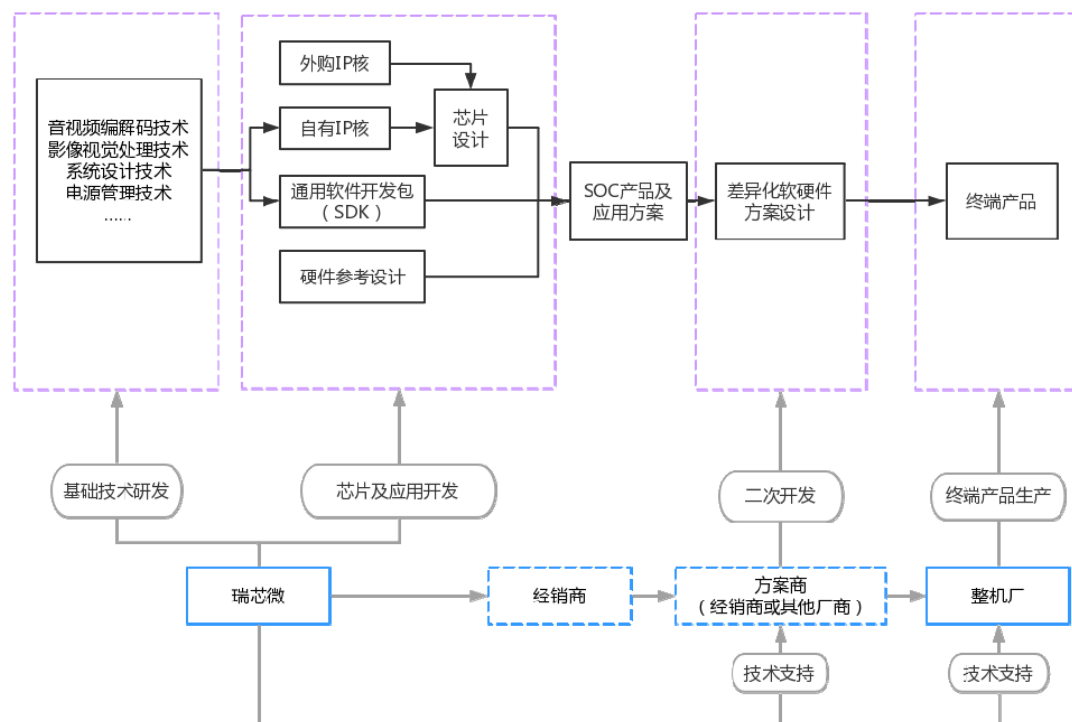 音视频编解码技术
影像视觉处理技术
系统设计技术
电源管理技术
……
外购IP核
自有IP核
芯片
设计
通用软件开发包
（SDK）
硬件参考设计
SOC产品及
应用方案
差异化软硬件
方案设计
终端产品
基础技术研发
芯片及应用开发
二次开发
终端产品生产
瑞芯微
经销商
方案商
（经销商或其他厂商）
整机厂
技术支持
技术支持